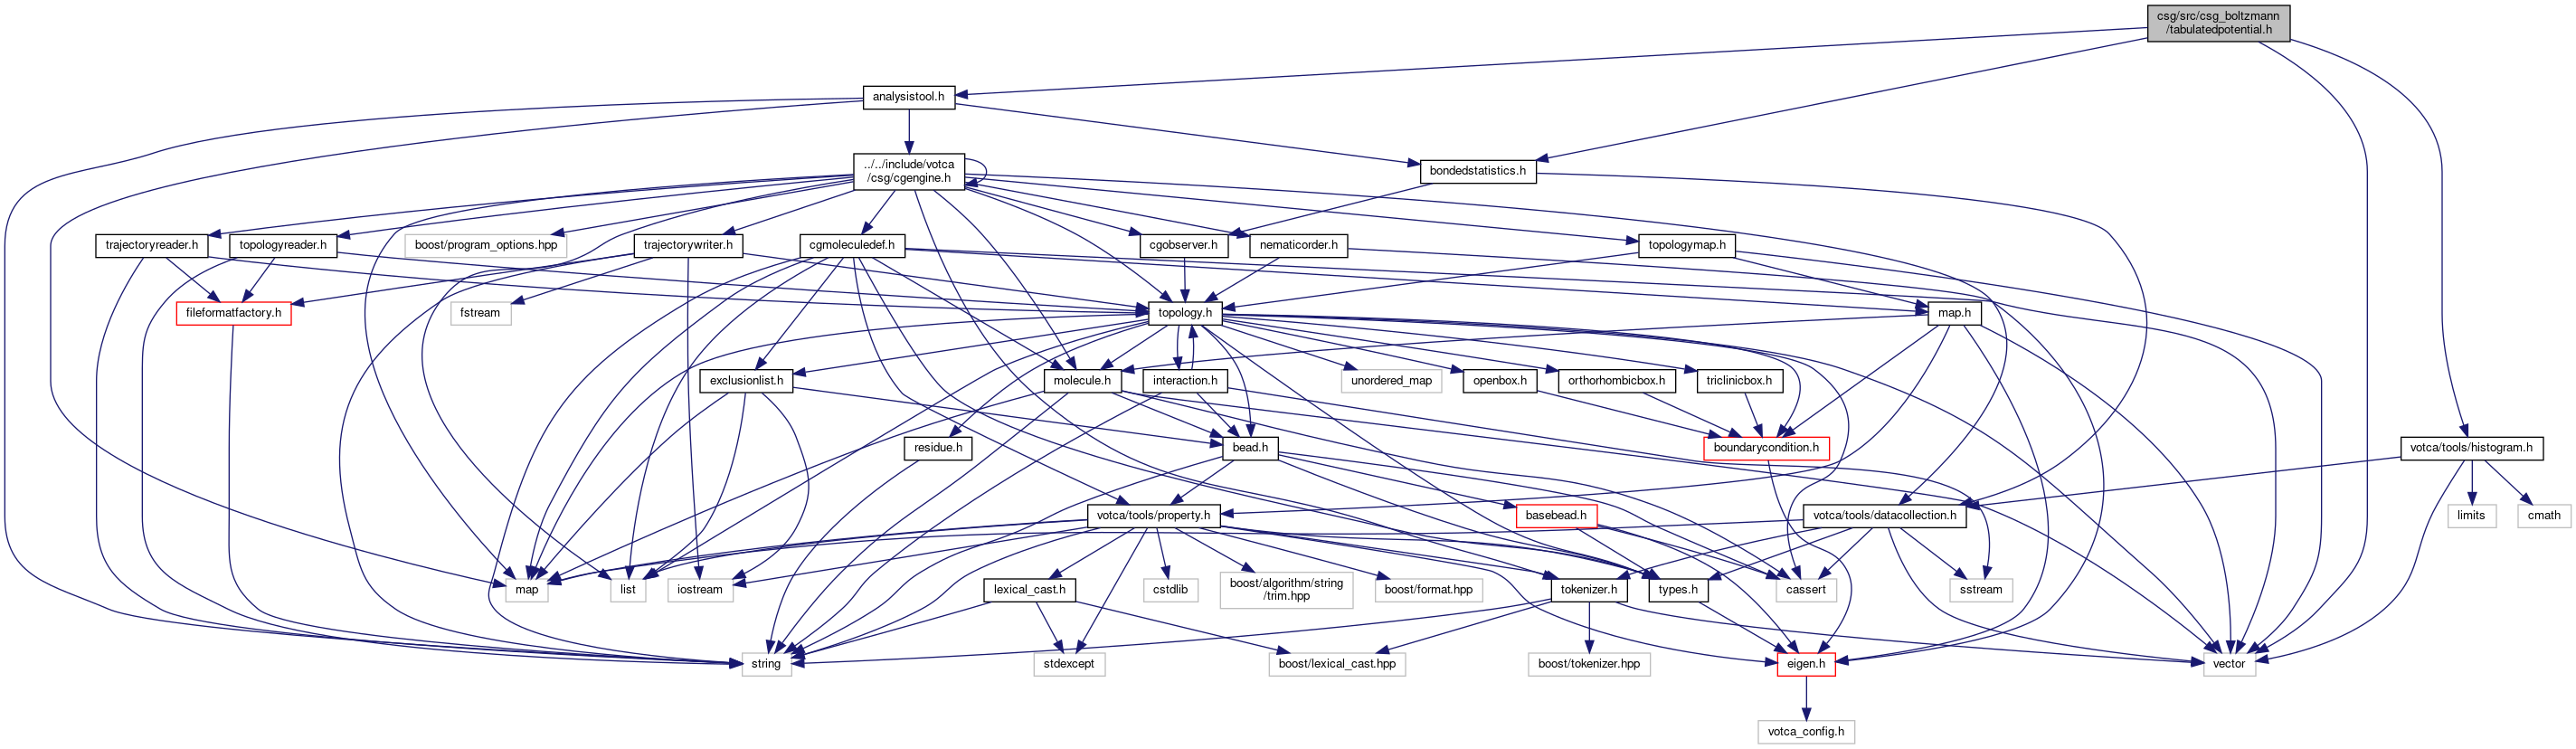 csg/src/csg_boltzmann
/tabulatedpotential.h
analysistool.h
../../include/votca
/csg/cgengine.h
bondedstatistics.h
trajectoryreader.h
topologyreader.h
boost/program_options.hpp
trajectorywriter.h
cgmoleculedef.h
cgobserver.h
nematicorder.h
topologymap.h
fileformatfactory.h
fstream
topology.h
map.h
exclusionlist.h
molecule.h
interaction.h
unordered_map
openbox.h
orthorhombicbox.h
triclinicbox.h
residue.h
bead.h
boundarycondition.h
votca/tools/histogram.h
votca/tools/property.h
basebead.h
votca/tools/datacollection.h
limits
cmath
map
list
iostream
lexical_cast.h
cstdlib
boost/algorithm/string
/trim.hpp
boost/format.hpp
tokenizer.h
types.h
cassert
sstream
string
stdexcept
boost/lexical_cast.hpp
boost/tokenizer.hpp
eigen.h
vector
votca_config.h